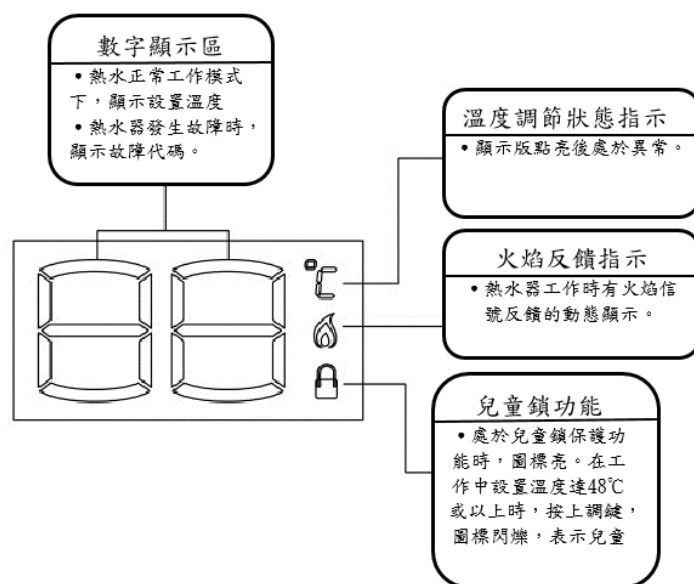 數字顯示區
• 熱水正常工作模式
下，顯示設置溫度
• 熱水器發生故障時，
顯示故障代碼。
溫度調節狀態指示
• 顯示版點亮後處於異常。
火焰反饋指示
• 熱水器工作時有火焰信
號反饋的動態顯示。
兒童鎖功能
• 處於兒童鎖保護功
能時，圖標亮。在工
作中設置溫度達48℃
或以上時，按上調鍵，
圖標閃爍，表示兒童
88
℃